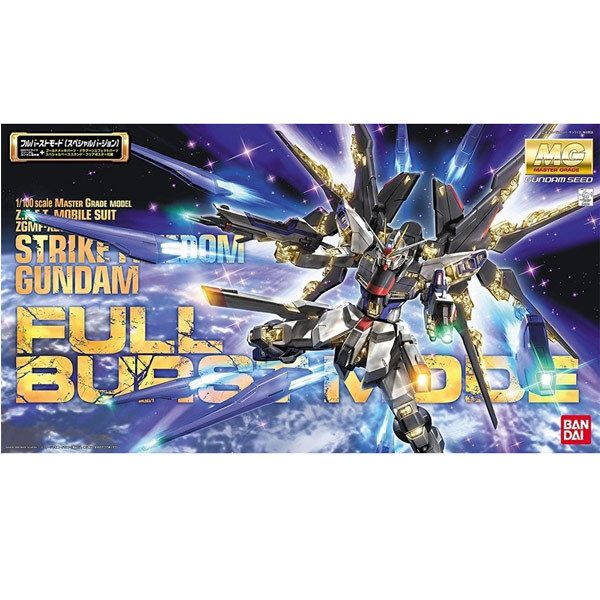 フルバーストモード（スペシャルバージョン）
MG
MASTER GRADE
GUNDAM SEED
1/100 scale MASTER GRADE MODEL
Z.A.F.T. MOBILE SUIT
STRIKE FREEDOM
GUNDAM
FULL
BURST MODE
BAN
DAI